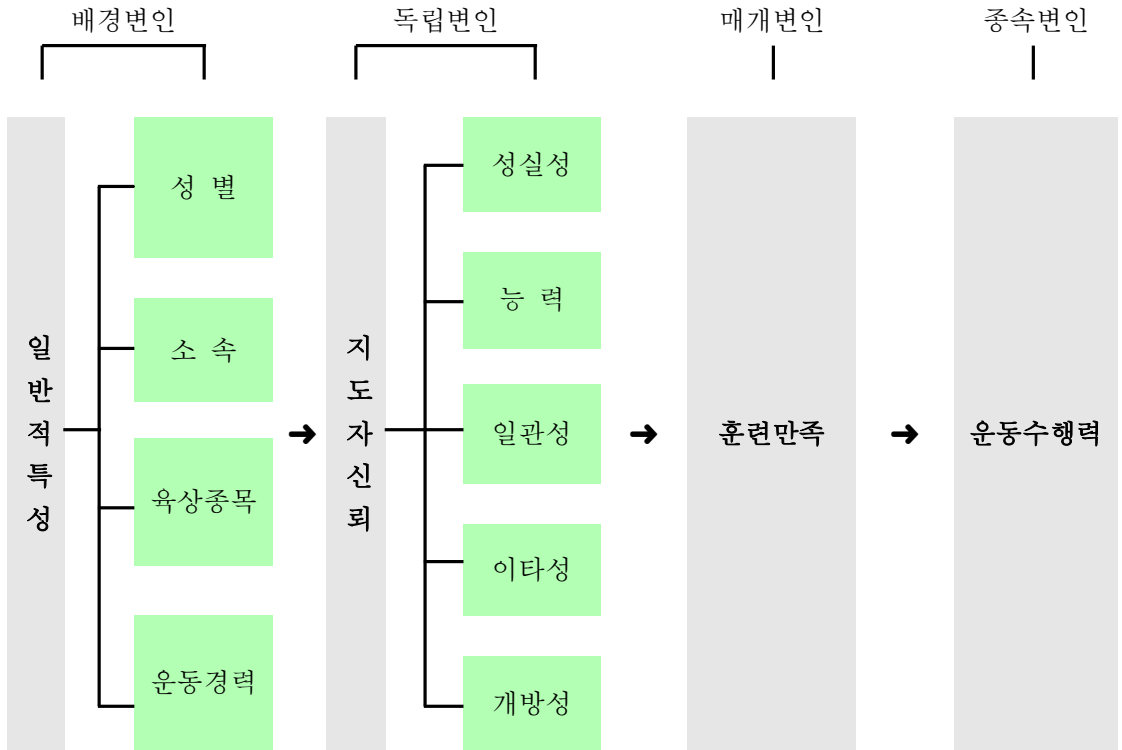 배경변인
독립변인
매개변인
종속변인
일반적특성
성 별
소 속
육상종목
운동경력
지도자신뢰
성실성
능 력
일관성
이타성
개방성
훈련만족
운동수행력